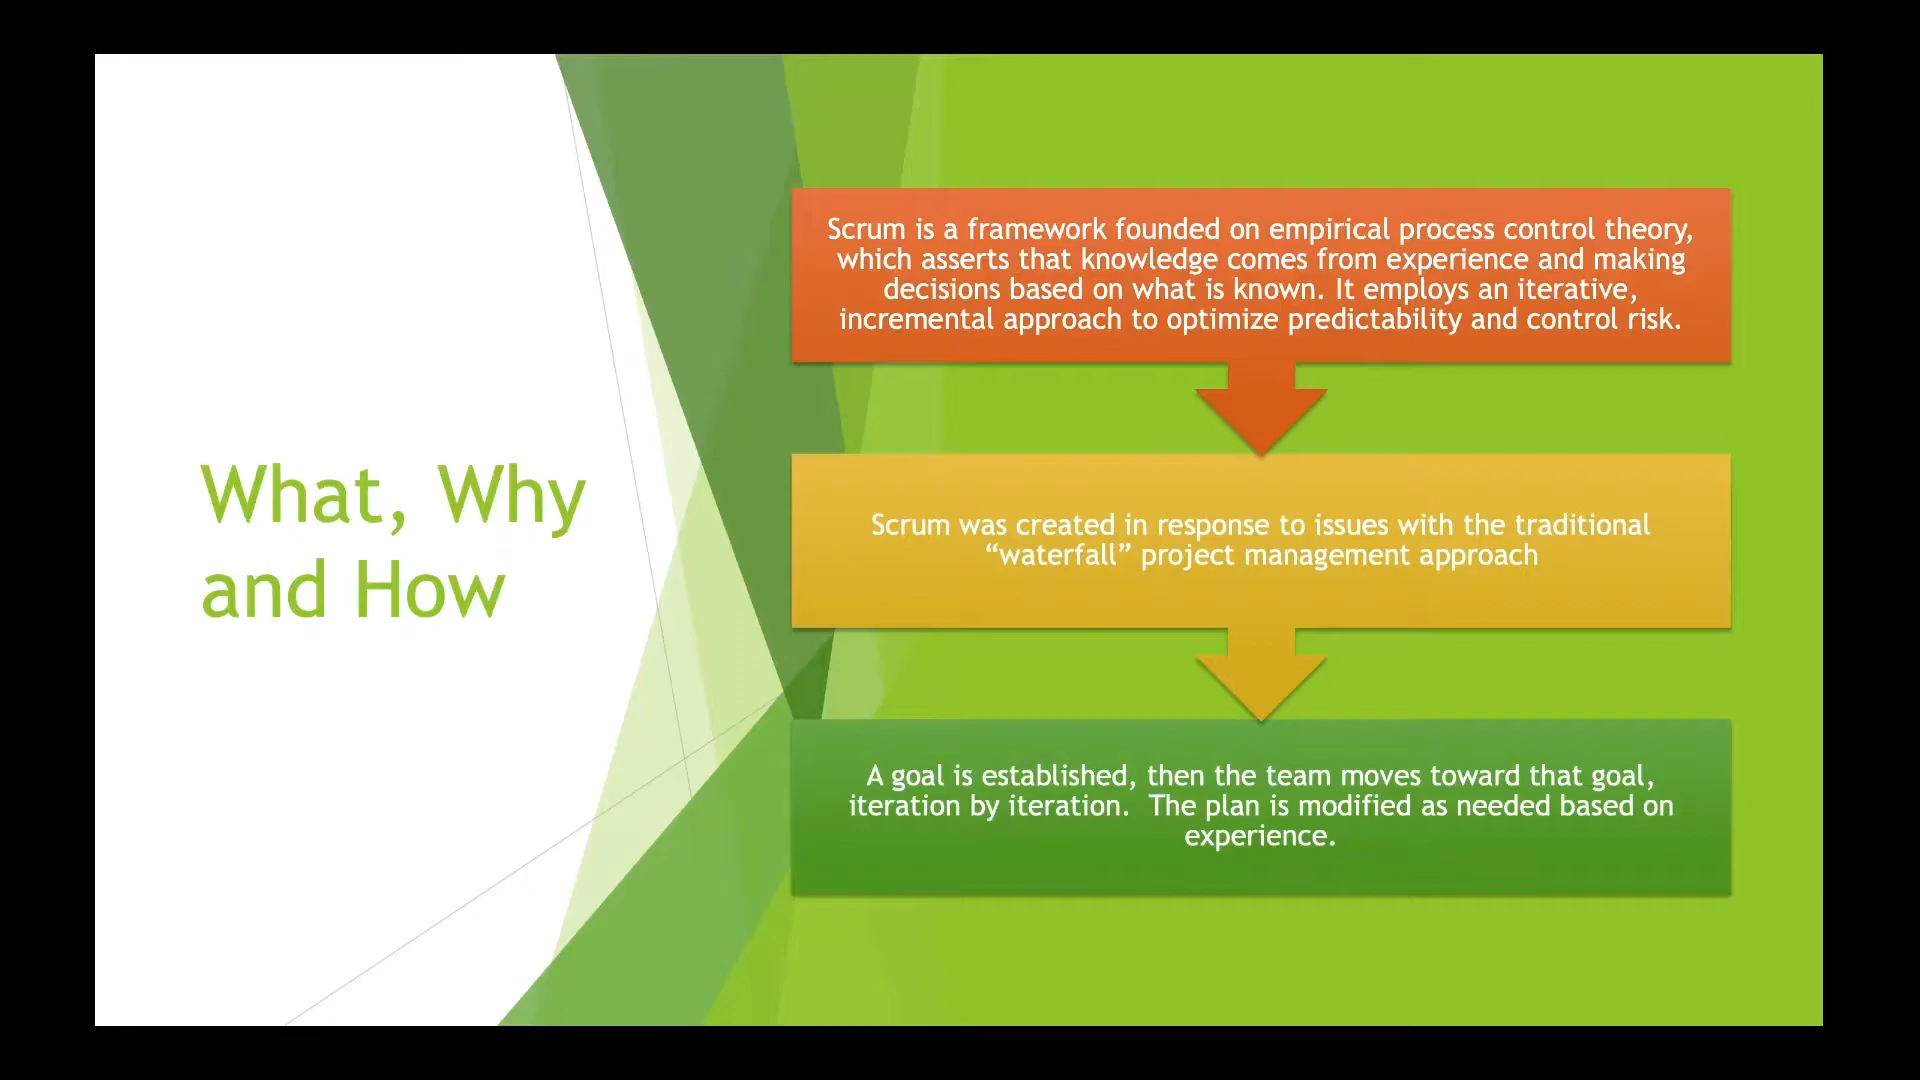 What, Why
and How
Scrum is a framework founded on empirical process control theory,
which asserts that knowledge comes from experience and making
decisions based on what is known. It employs an iterative,
incremental approach to optimize predictability and control risk.
Scrum was created in response to issues with the traditional
“waterfall” project management approach
A goal is established, then the team moves toward that goal,
iteration by iteration.  The plan is modified as needed based on
experience.